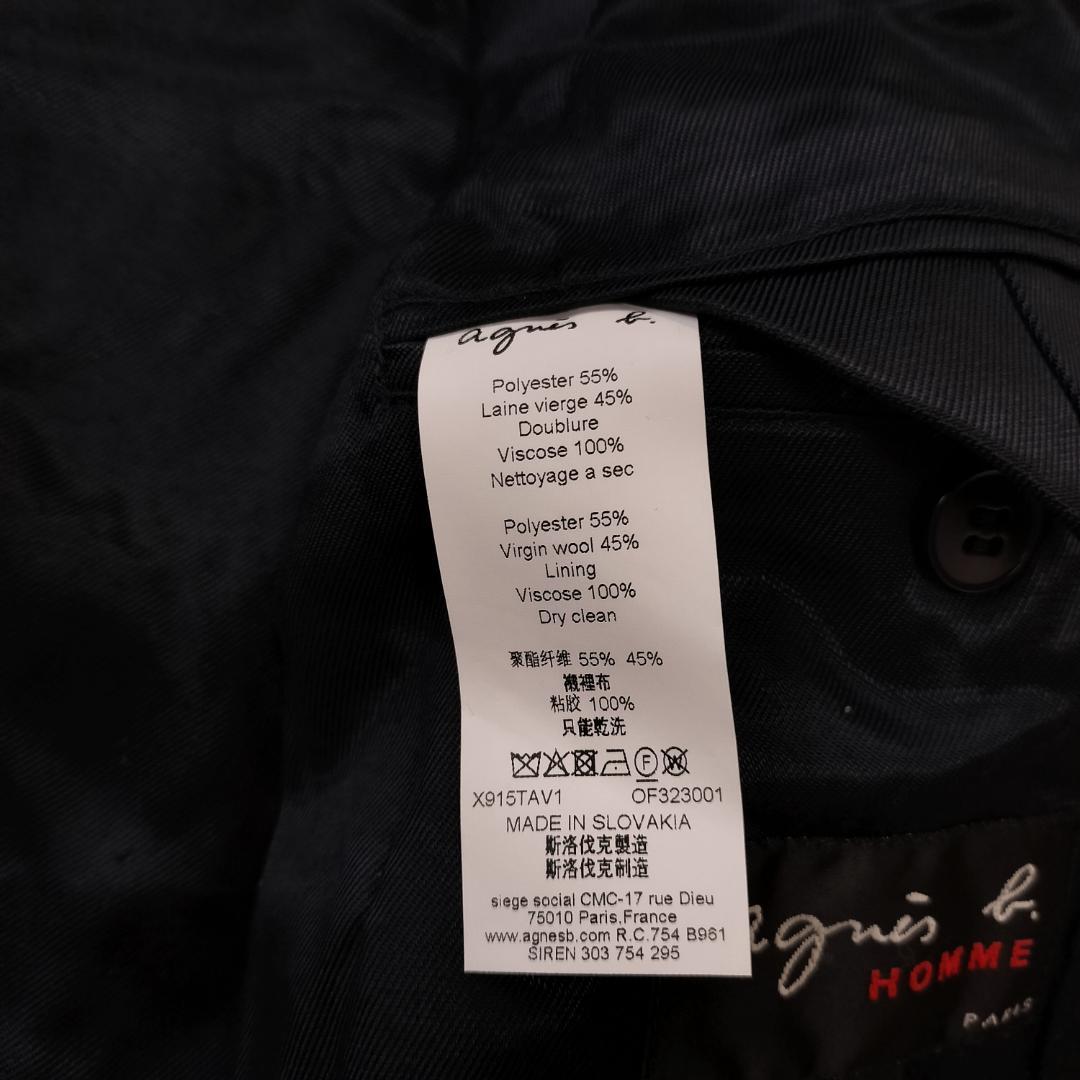 agnès b.
Polyester 55%
Laine vierge 45%
Doublure
Viscose 100%
Nettoyage a sec
Polyester 55%
Virgin wool 45%
Lining
Viscose 100%
Dry clean
聚酯纤维 55% 45%
襯裡布
粘胶 100%
只能乾洗
F W
X915TAV1 OF323001
MADE IN SLOVAKIA
斯洛伐克製造
斯洛伐克制造
siege social CMC-17 rue Dieu
75010 Paris,France
www.agnesb.com R.C.754 B961
SIREN 303 754 295
agnès b.
HOMME
PARIS